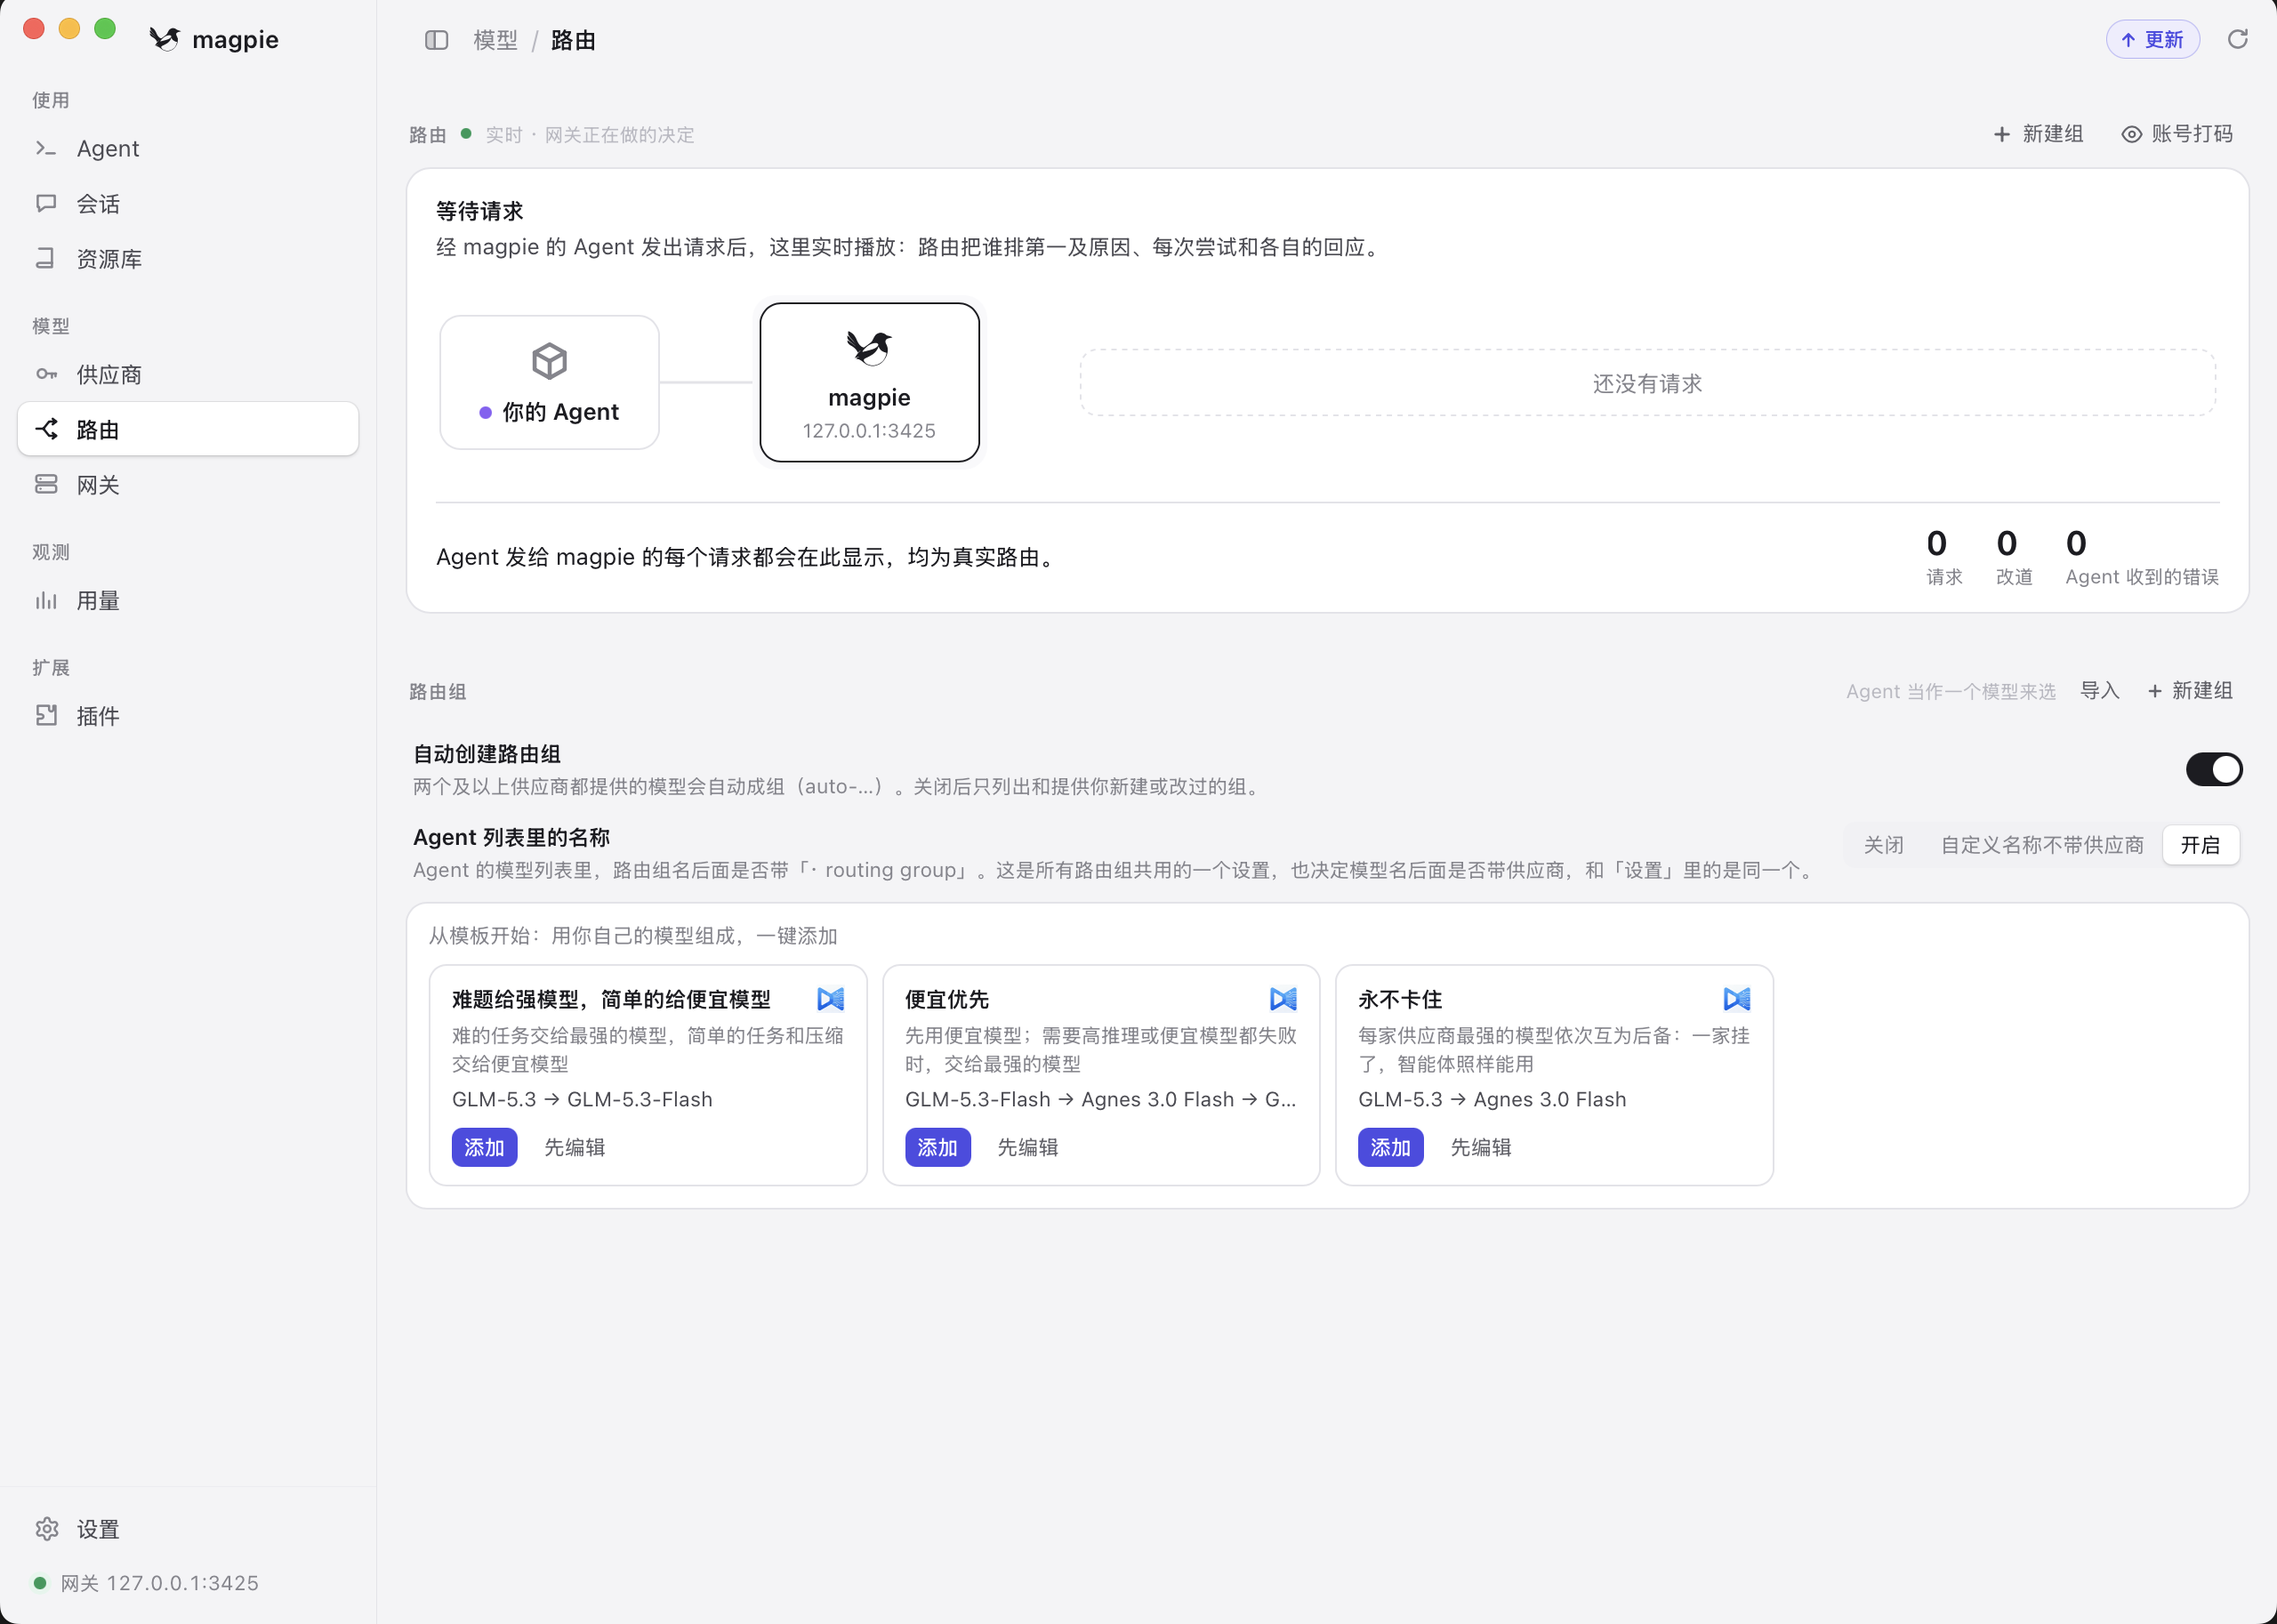 magpie
使用
Agent
会话
资源库
模型
供应商
路由
网关
观测
用量
扩展
插件
设置
网关 127.0.0.1:3425
模型 / 路由
更新
路由 实时 · 网关正在做的决定
新建组
账号打码
等待请求
经 magpie 的 Agent 发出请求后，这里实时播放：路由把谁排第一及原因、每次尝试和各自的回应。
你的 Agent
magpie
127.0.0.1:3425
还没有请求
Agent 发给 magpie 的每个请求都会在此显示，均为真实路由。
0 请求
0 改道
0 Agent 收到的错误
路由组
Agent 当作一个模型来选
导入
新建组
自动创建路由组
两个及以上供应商都提供的模型会自动成组（auto-...）。关闭后只列出和提供你新建或改过的组。
Agent 列表里的名称
Agent 的模型列表里，路由组名后面是否带「· routing group」。这是所有路由组共用的一个设置，也决定模型名后面是否带供应商，和「设置」里的是同一个。
关闭
自定义名称不带供应商
开启
从模板开始：用你自己的模型组成，一键添加
难题给强模型，简单的给便宜模型
难的任务交给最强的模型，简单的任务和压缩
交给便宜模型
GLM-5.3 → GLM-5.3-Flash
添加
先编辑
便宜优先
先用便宜模型；需要高推理或便宜模型都失败
时，交给最强的模型
GLM-5.3-Flash → Agnes 3.0 Flash → G...
添加
先编辑
永不卡住
每家供应商最强的模型依次互为后备：一家挂
了，智能体照样能用
GLM-5.3 → Agnes 3.0 Flash
添加
先编辑